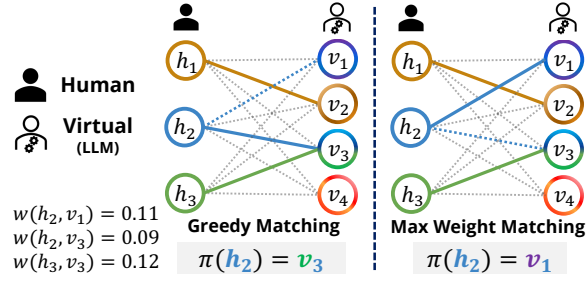 Human
Virtual
(LLM)
w(h₂, v₁) = 0.11
w(h₂, v₃) = 0.09
w(h₃, v₃) = 0.12
h₁
h₂
h₃
v₁
v₂
v₃
v₄
Greedy Matching
π(h₂) = v₃
h₁
h₂
h₃
v₁
v₂
v₃
v₄
Max Weight Matching
π(h₂) = v₁